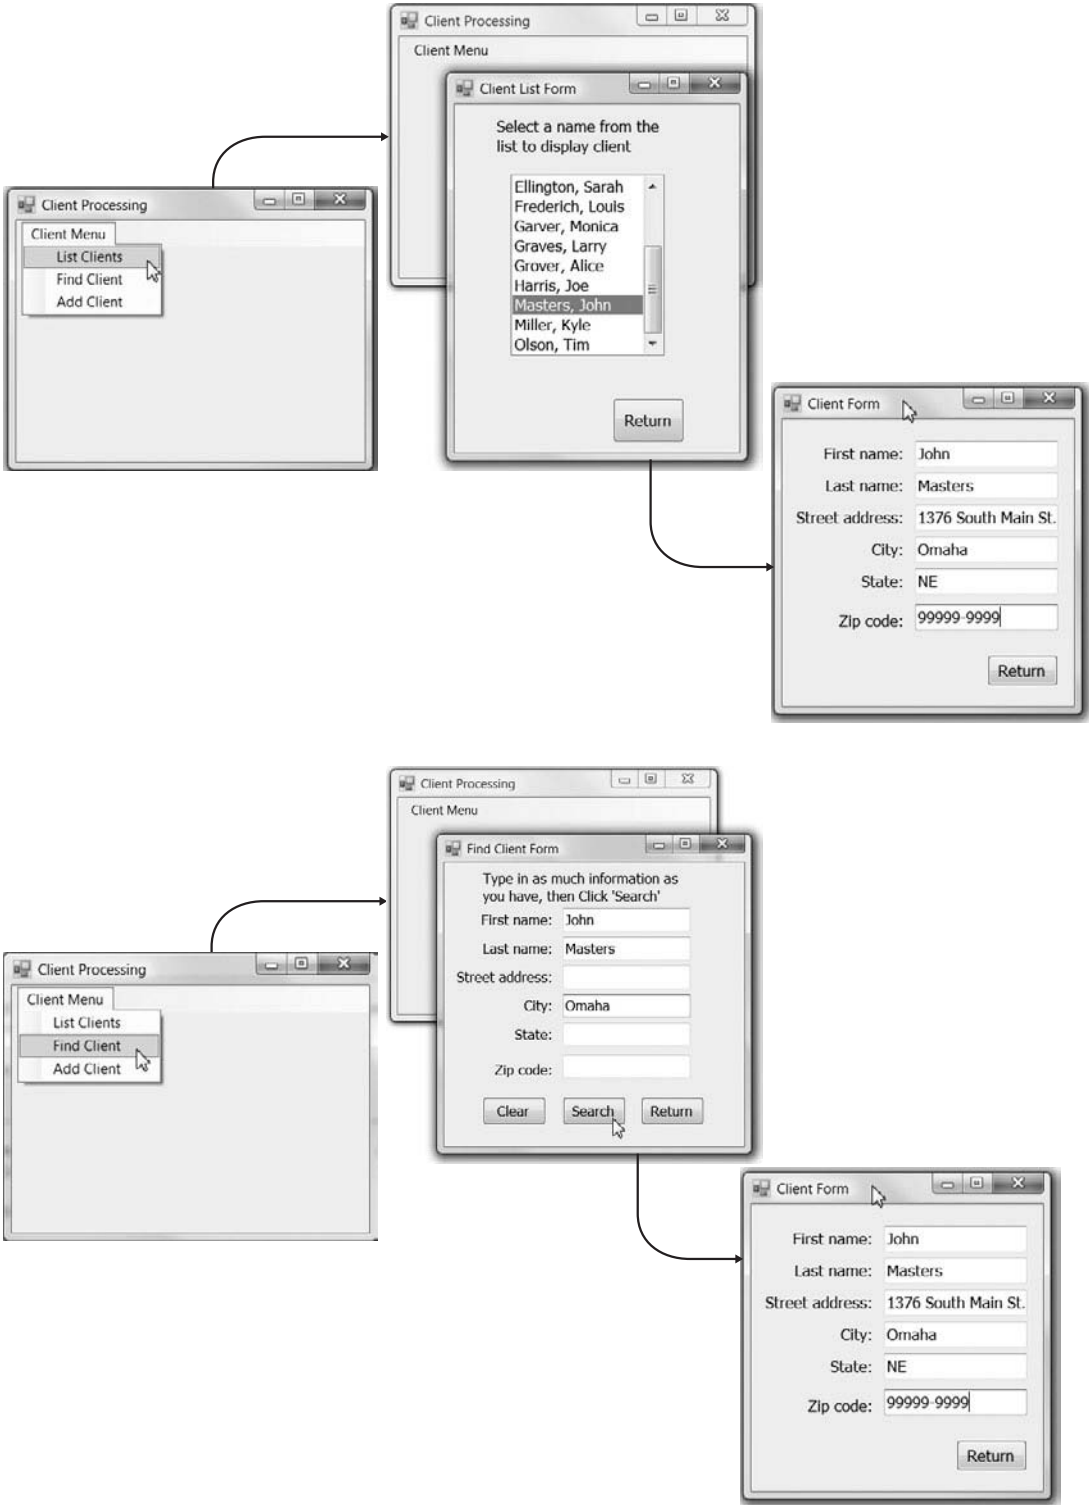 Client Processing
Client Menu
Client List Form
Select a name from the
list to display client
Ellington, Sarah
Frederich, Louis
Garver, Monica
Graves, Larry
Grover, Alice
Harris, Joe
Masters, John
Miller, Kyle
Olson, Tim
Return
Client Processing
Client Menu
List Clients
Find Client
Add Client
Client Form
First name: John
Last name: Masters
Street address: 1376 South Main St.
City: Omaha
State: NE
Zip code: 99999-9999
Return
Client Processing
Client Menu
Find Client Form
Type in as much information as
you have, then Click 'Search'
First name: John
Last name: Masters
Street address:
City: Omaha
State:
Zip code:
Clear Search Return
Client Processing
Client Menu
List Clients
Find Client
Add Client
Client Form
First name: John
Last name: Masters
Street address: 1376 South Main St.
City: Omaha
State: NE
Zip code: 99999-9999
Return